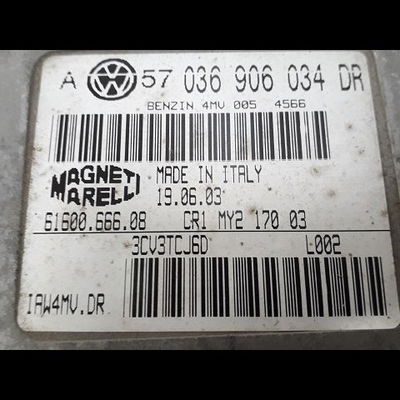 A VW 57 036 906 034 DR
BENZIN 4MV 005 4566
MAGNETI
MARELLI
MADE IN ITALY
19.06.03
61600.666.08 CR1 MY2 170 03
3CV3TCJ6D L002
IAW4MV.DR